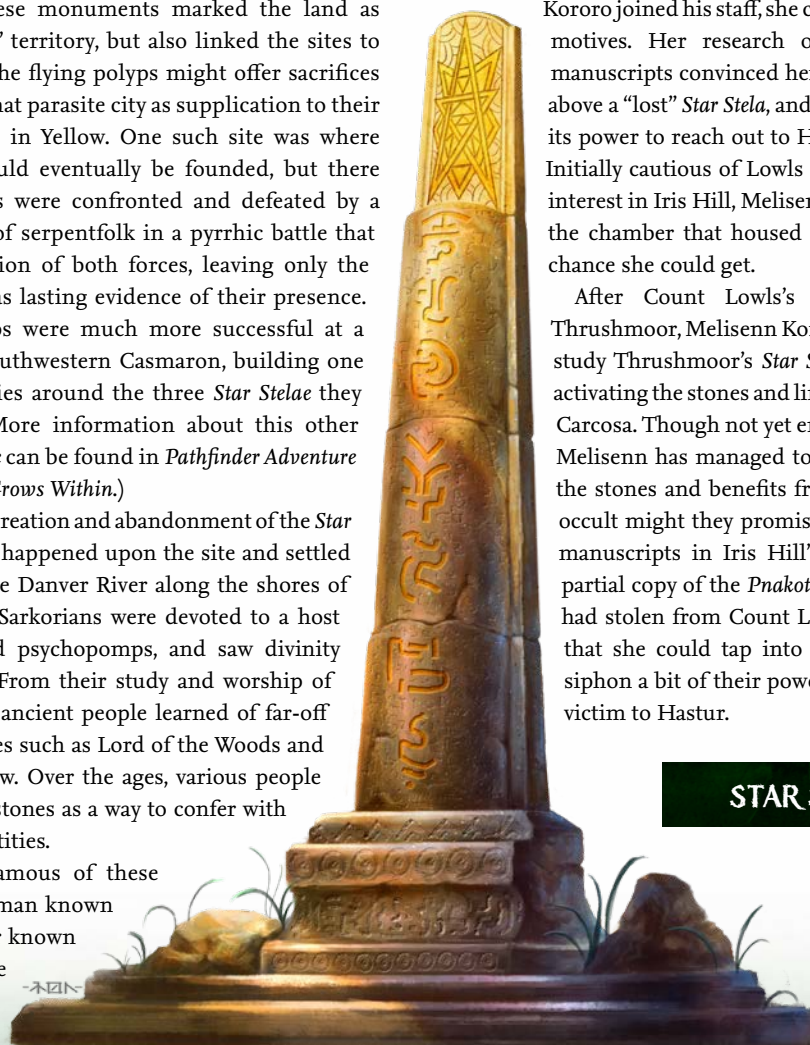 ese monuments marked the land as
’ territory, but also linked the sites to
he flying polyps might offer sacrifices
hat parasite city as supplication to their
in Yellow. One such site was where
uld eventually be founded, but there
s were confronted and defeated by a
of serpentfolk in a pyrrhic battle that
ion of both forces, leaving only the
as lasting evidence of their presence.
ps were much more successful at a
uthwestern Casmaron, building one
ies around the three Star Stelae they
More information about this other
e can be found in Pathfinder Adventure
Grows Within.)
reation and abandonment of the Star
happened upon the site and settled
e Danver River along the shores of
Sarkorians were devoted to a host
d psychopomps, and saw divinity
From their study and worship of
ancient people learned of far-off
es such as Lord of the Woods and
w. Over the ages, various people
stones as a way to confer with
tities.
amous of these
man known
r known
e
Kororo joined his staff, she c
motives. Her research o
manuscripts convinced her
above a “lost” Star Stela, and
its power to reach out to H
Initially cautious of Lowls
interest in Iris Hill, Melisen
the chamber that housed
chance she could get.
After Count Lowls’s
Thrushmoor, Melisenn Kor
study Thrushmoor’s Star S
activating the stones and lin
Carcosa. Though not yet en
Melisenn has managed to
the stones and benefits fr
occult might they promis
manuscripts in Iris Hill’
partial copy of the Pnakot
had stolen from Count L
that she could tap into
siphon a bit of their powe
victim to Hastur.
STAR